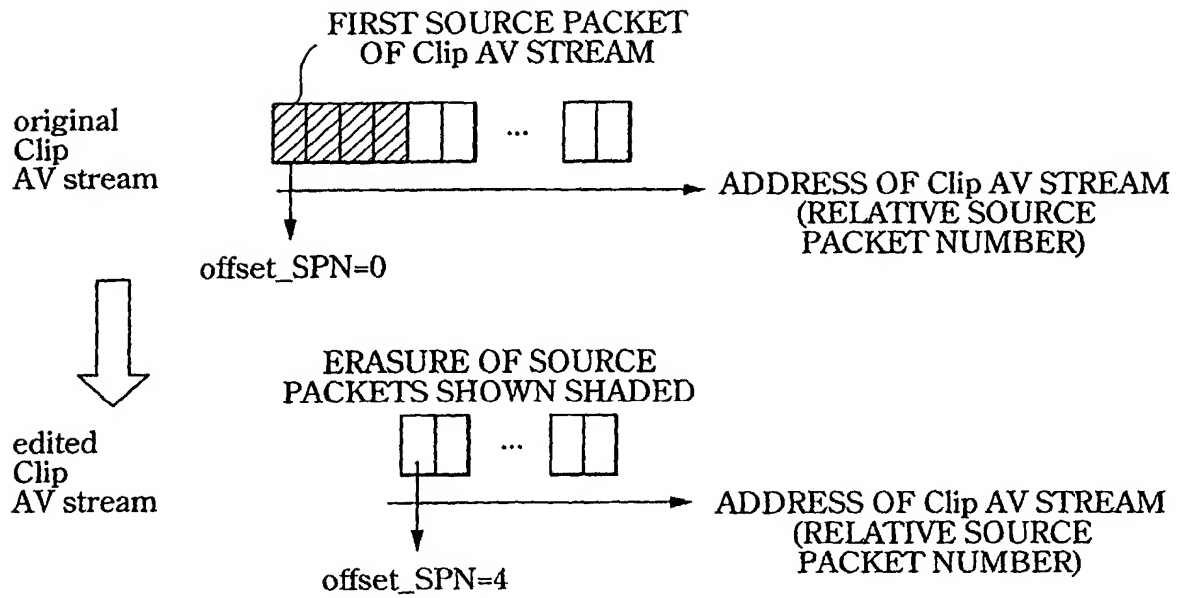 FIRST SOURCE PACKET
OF Clip AV STREAM
original
Clip
AV stream
...
ADDRESS OF Clip AV STREAM
(RELATIVE SOURCE
PACKET NUMBER)
offset_SPN=0
ERASURE OF SOURCE
PACKETS SHOWN SHADED
edited
Clip
AV stream
...
ADDRESS OF Clip AV STREAM
(RELATIVE SOURCE
PACKET NUMBER)
offset_SPN=4